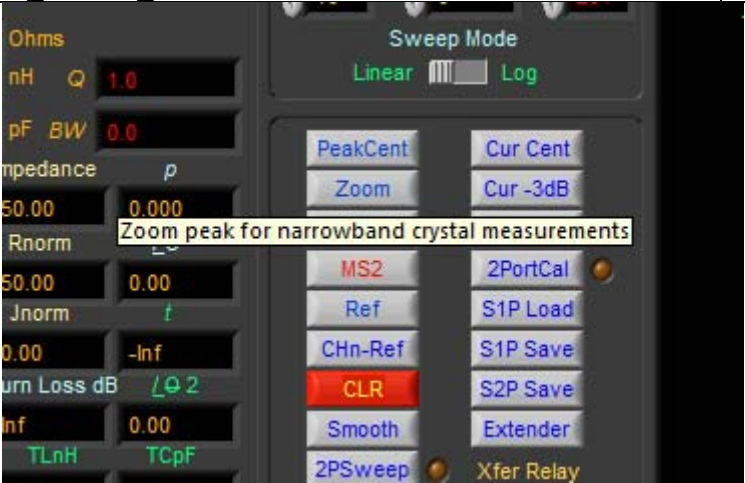 Ohms
Sweep Mode
nH Q 1.0
Linear Log
pF BW 0.0
PeakCent Cur Cent
mpedance p
Zoom Cur -3dB
50.00 0.000
Zoom peak for narrowband crystal measurements
Rnorm
MS2 2PortCal
50.00 0.00
Ref S1P Load
Jnorm t
0.00 -Inf
CHn-Ref S1P Save
urn Loss dB /Θ 2
CLR S2P Save
Inf 0.00
Smooth Extender
TLnH TCpF
2PSweep Xfer Relay